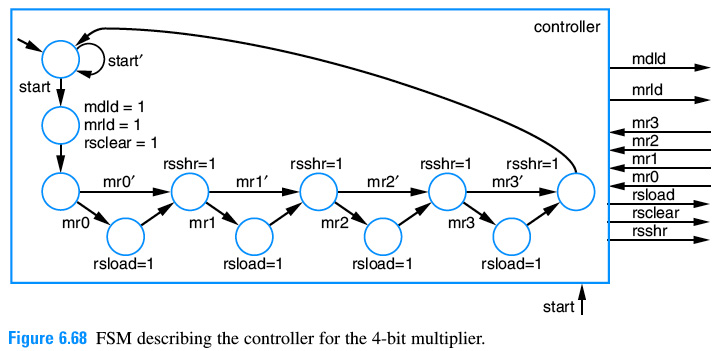 controller
start′
mdld
start
mdld = 1
mrld
mrld = 1
rsclear = 1
mr3
mr2
rsshr=1 rsshr=1 rsshr=1 rsshr=1
mr1
mr0′ mr1′ mr2′ mr3′
mr0
rsload
mr0 mr1 mr2 mr3
rsclear
rsshr
rsload=1 rsload=1 rsload=1 rsload=1
start
Figure 6.68 FSM describing the controller for the 4-bit multiplier.